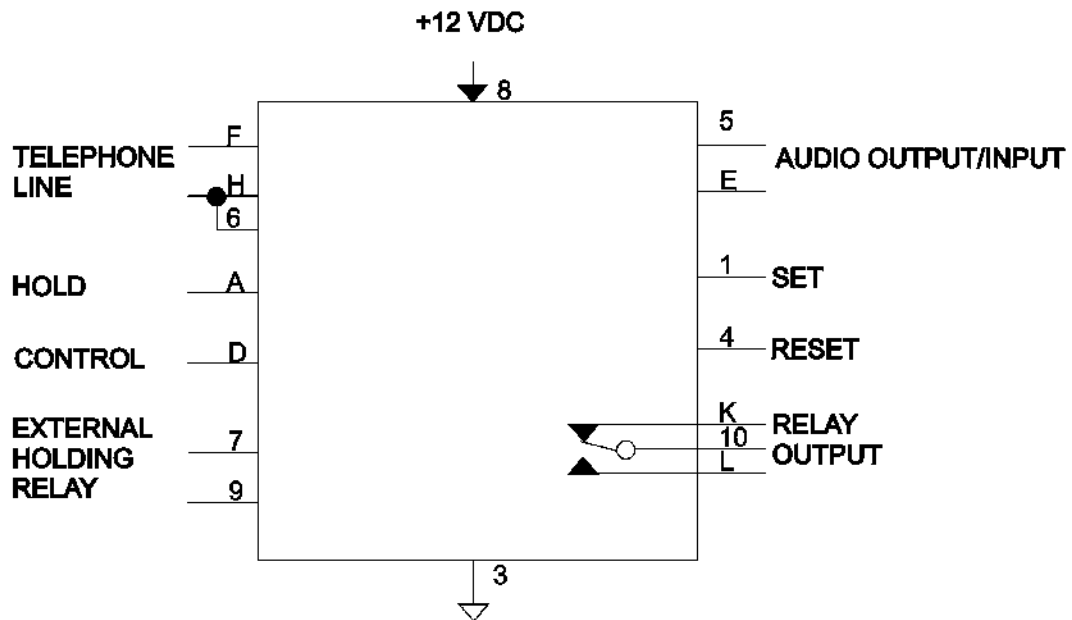 +12 VDC
8
F
TELEPHONE
LINE
H
6
HOLD
A
CONTROL
D
EXTERNAL
HOLDING
RELAY
7
9
5
AUDIO OUTPUT/INPUT
E
1
SET
4
RESET
K
RELAY
10
OUTPUT
L
3